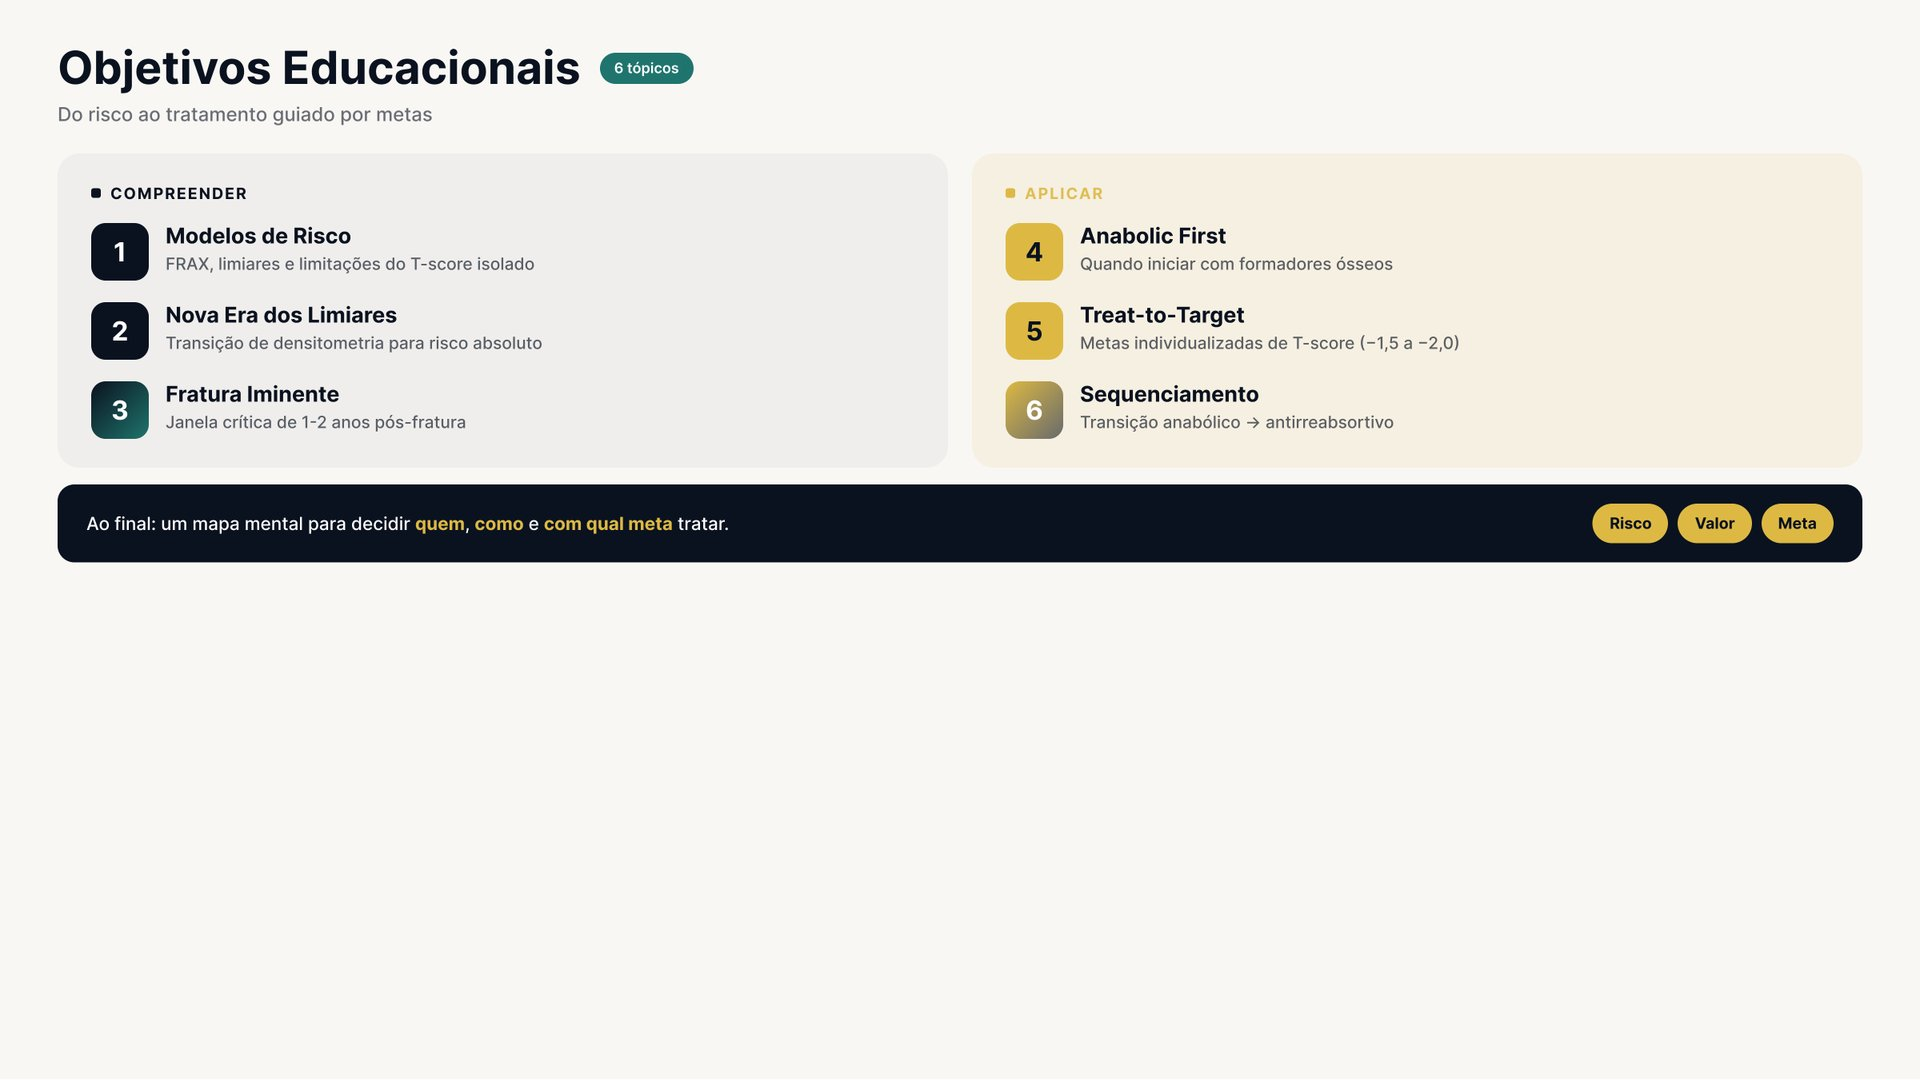 Objetivos Educacionais
6 tópicos
Do risco ao tratamento guiado por metas
COMPREENDER
1
Modelos de Risco
FRAX, limiares e limitações do T-score isolado
2
Nova Era dos Limiares
Transição de densitometria para risco absoluto
3
Fratura Iminente
Janela crítica de 1-2 anos pós-fratura
APLICAR
4
Anabolic First
Quando iniciar com formadores ósseos
5
Treat-to-Target
Metas individualizadas de T-score (−1,5 a −2,0)
6
Sequenciamento
Transição anabólico → antirreabsortivo
Ao final: um mapa mental para decidir quem, como e com qual meta tratar.
Risco
Valor
Meta